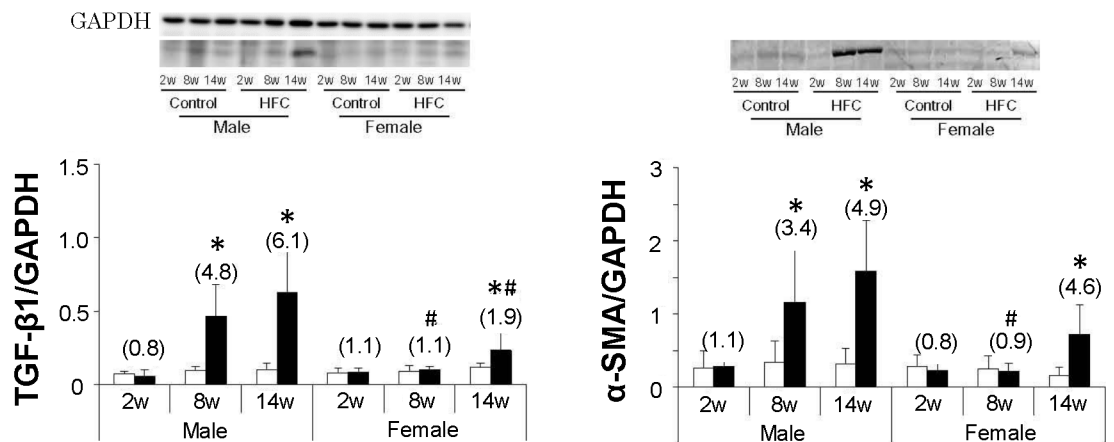 GAPDH
2w 8w 14w 2w 8w 14w 2w 8w 14w 2w 8w 14w
Control HFC Control HFC
Male Female
TGF-β1/GAPDH
1.5
1.0
0.5
0
(0.8)
*
(4.8)
*
(6.1)
(1.1)
#
(1.1)
*#
(1.9)
2w 8w 14w 2w 8w 14w
Male Female
2w 8w 14w 2w 8w 14w 2w 8w 14w 2w 8w 14w
Control HFC Control HFC
Male Female
α-SMA/GAPDH
3
2
1
0
(1.1)
*
(3.4)
*
(4.9)
(0.8)
#
(0.9)
*
(4.6)
2w 8w 14w 2w 8w 14w
Male Female